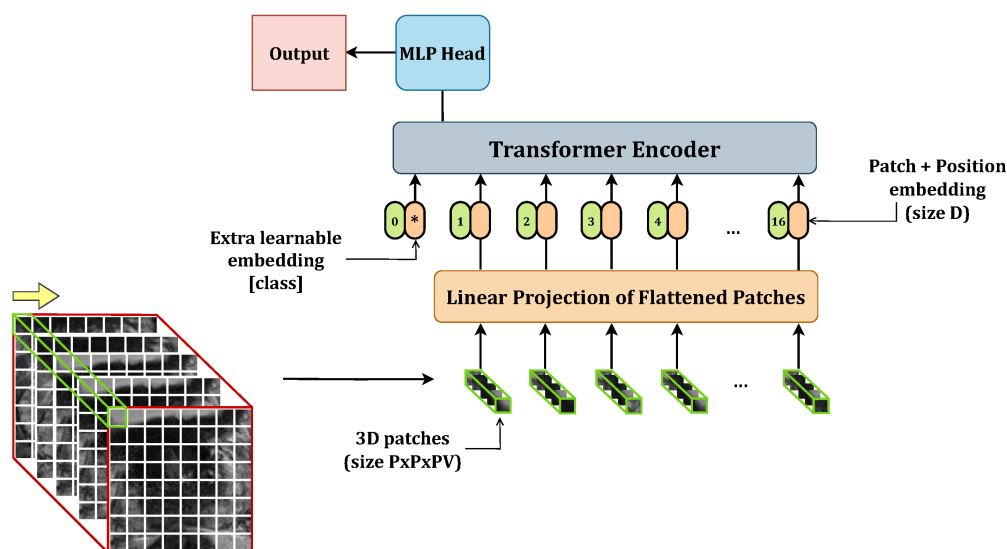 Output
MLP Head
Transformer Encoder
Patch + Position
embedding
(size D)
0 * 1 2 3 4 ... 16
Extra learnable
embedding
[class]
Linear Projection of Flattened Patches
...
3D patches
(size PxPxPV)